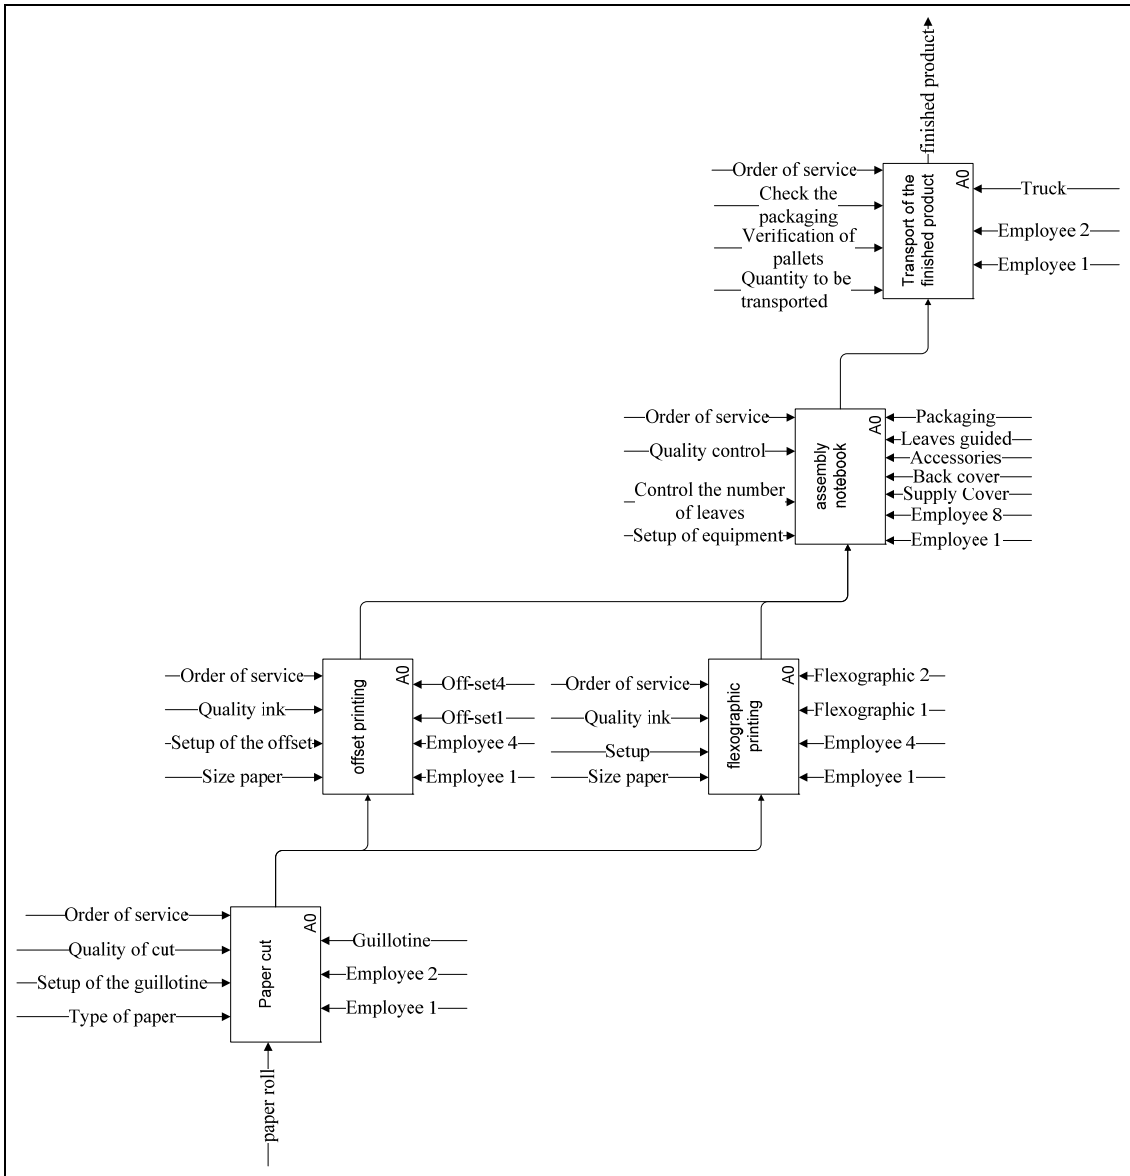 finished product
Order of service
Check the
packaging
Verification of
pallets
Quantity to be
transported
Transport of the
finished product
A0
Truck
Employee 2
Employee 1
Order of service
Quality control
Control the number
of leaves
Setup of equipment
assembly
notebook
A0
Packaging
Leaves guided
Accessories
Back cover
Supply Cover
Employee 8
Employee 1
Order of service
Quality ink
Setup of the offset
Size paper
offset printing
A0
Off-set4
Off-set1
Employee 4
Employee 1
Order of service
Quality ink
Setup
Size paper
flexographic
printing
A0
Flexographic 2
Flexographic 1
Employee 4
Employee 1
Order of service
Quality of cut
Setup of the guillotine
Type of paper
Paper cut
A0
Guillotine
Employee 2
Employee 1
paper roll